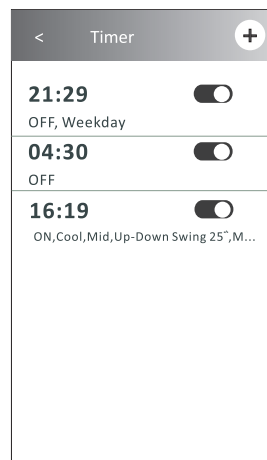 < Timer +
21:29
OFF, Weekday
04:30
OFF
16:19
ON,Cool,Mid,Up-Down Swing 25°,M...